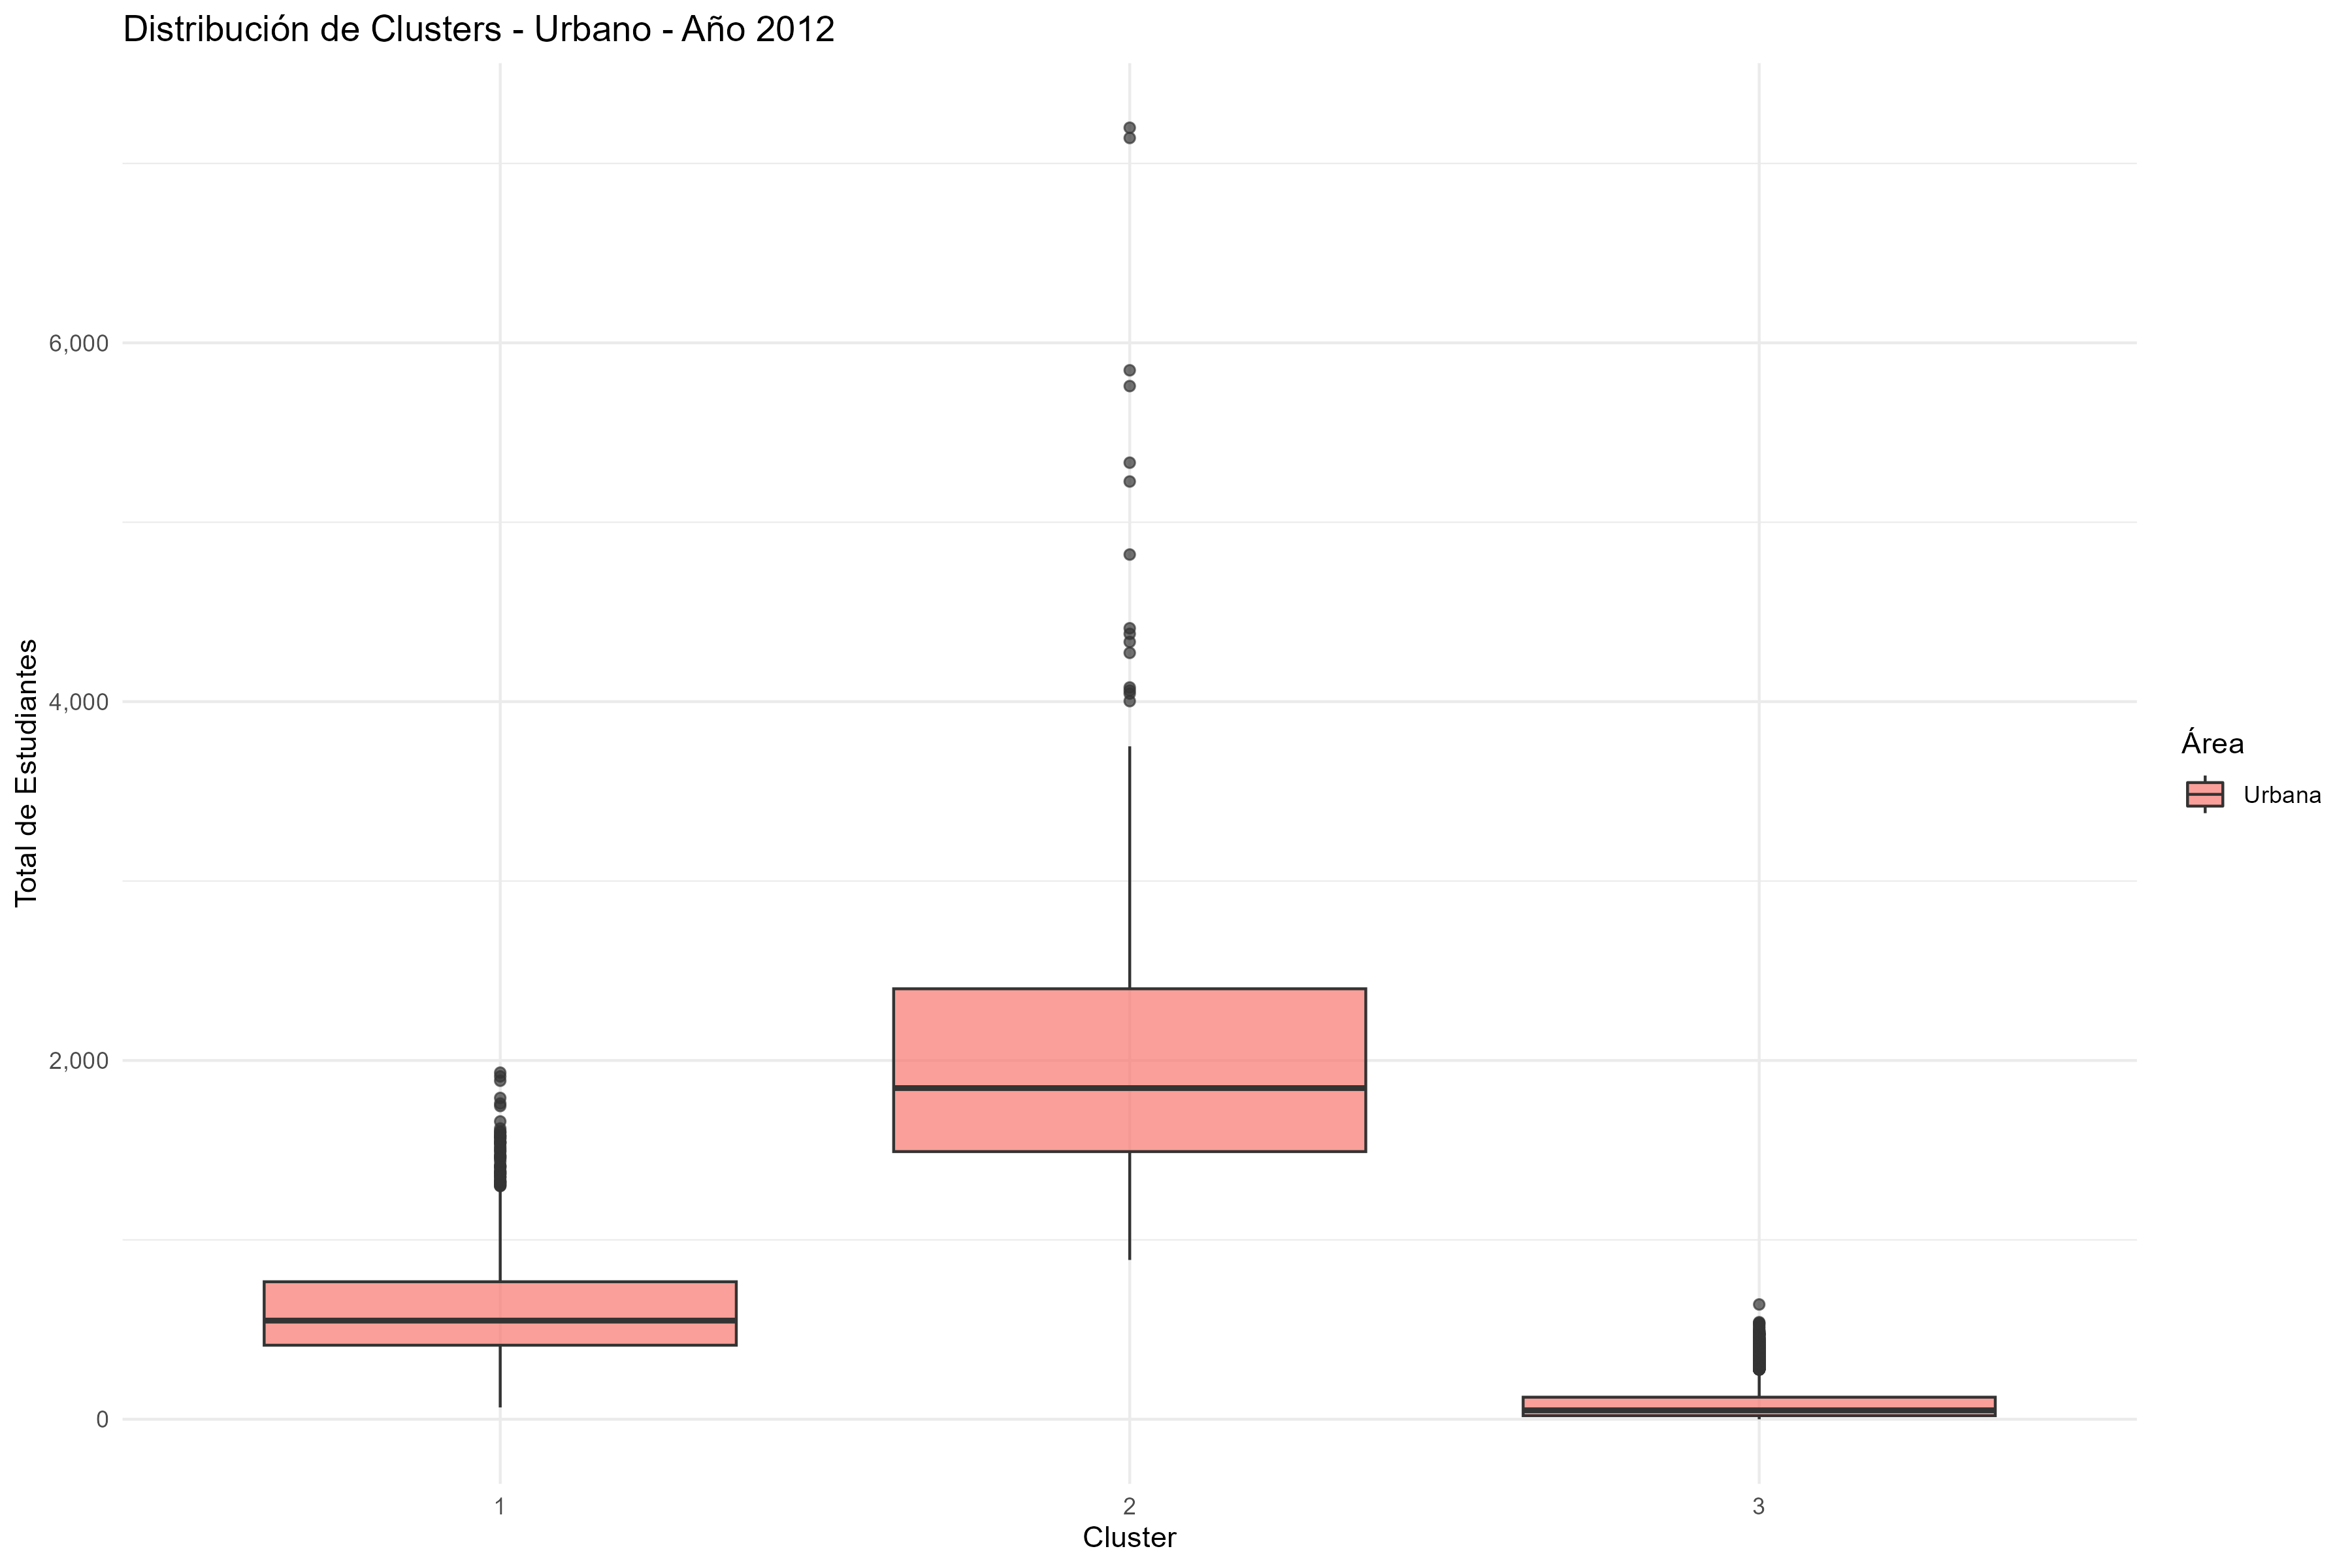 Distribución de Clusters - Urbano - Año 2012
Total de Estudiantes
6,000
4,000
2,000
0
1
2
3
Cluster
Área
Urbana